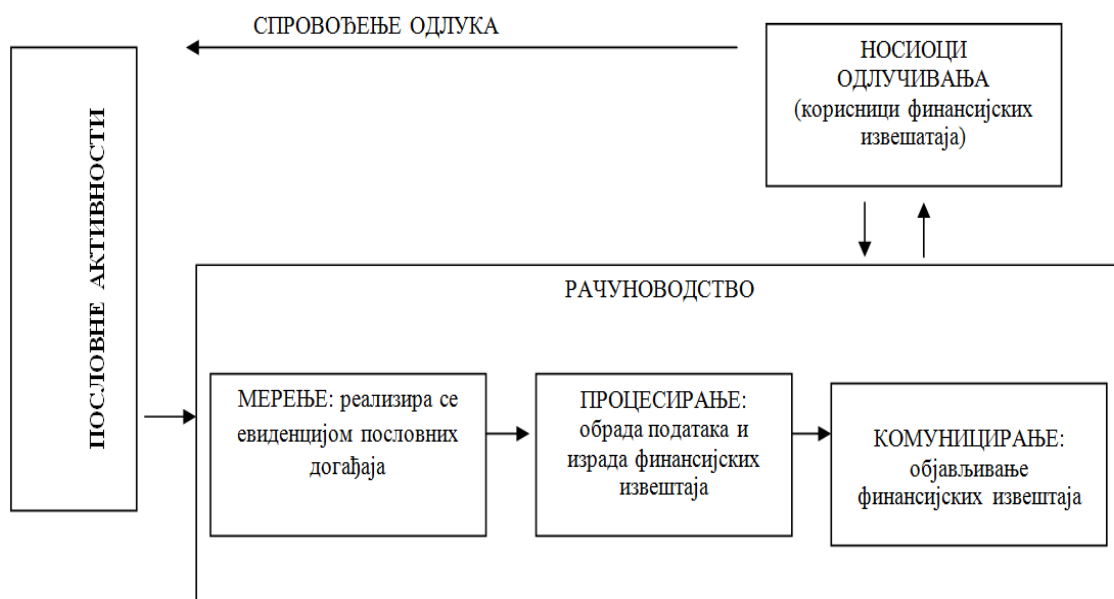 СПРОВОЂЕЊЕ ОДЛУКА
НОСИОЦИ
ОДЛУЧИВАЊА
(корисници финансијских
извешатаја)
ПОСЛОВНЕ АКТИВНОСТИ
РАЧУНОВОДСТВО
МЕРЕЊЕ: реализира се
евиденцијом пословних
догађаја
ПРОЦЕСИРАЊЕ:
обрада података и
израда финансијских
извештаја
КОМУНИЦИРАЊЕ:
објављивање
финансијских извештаја